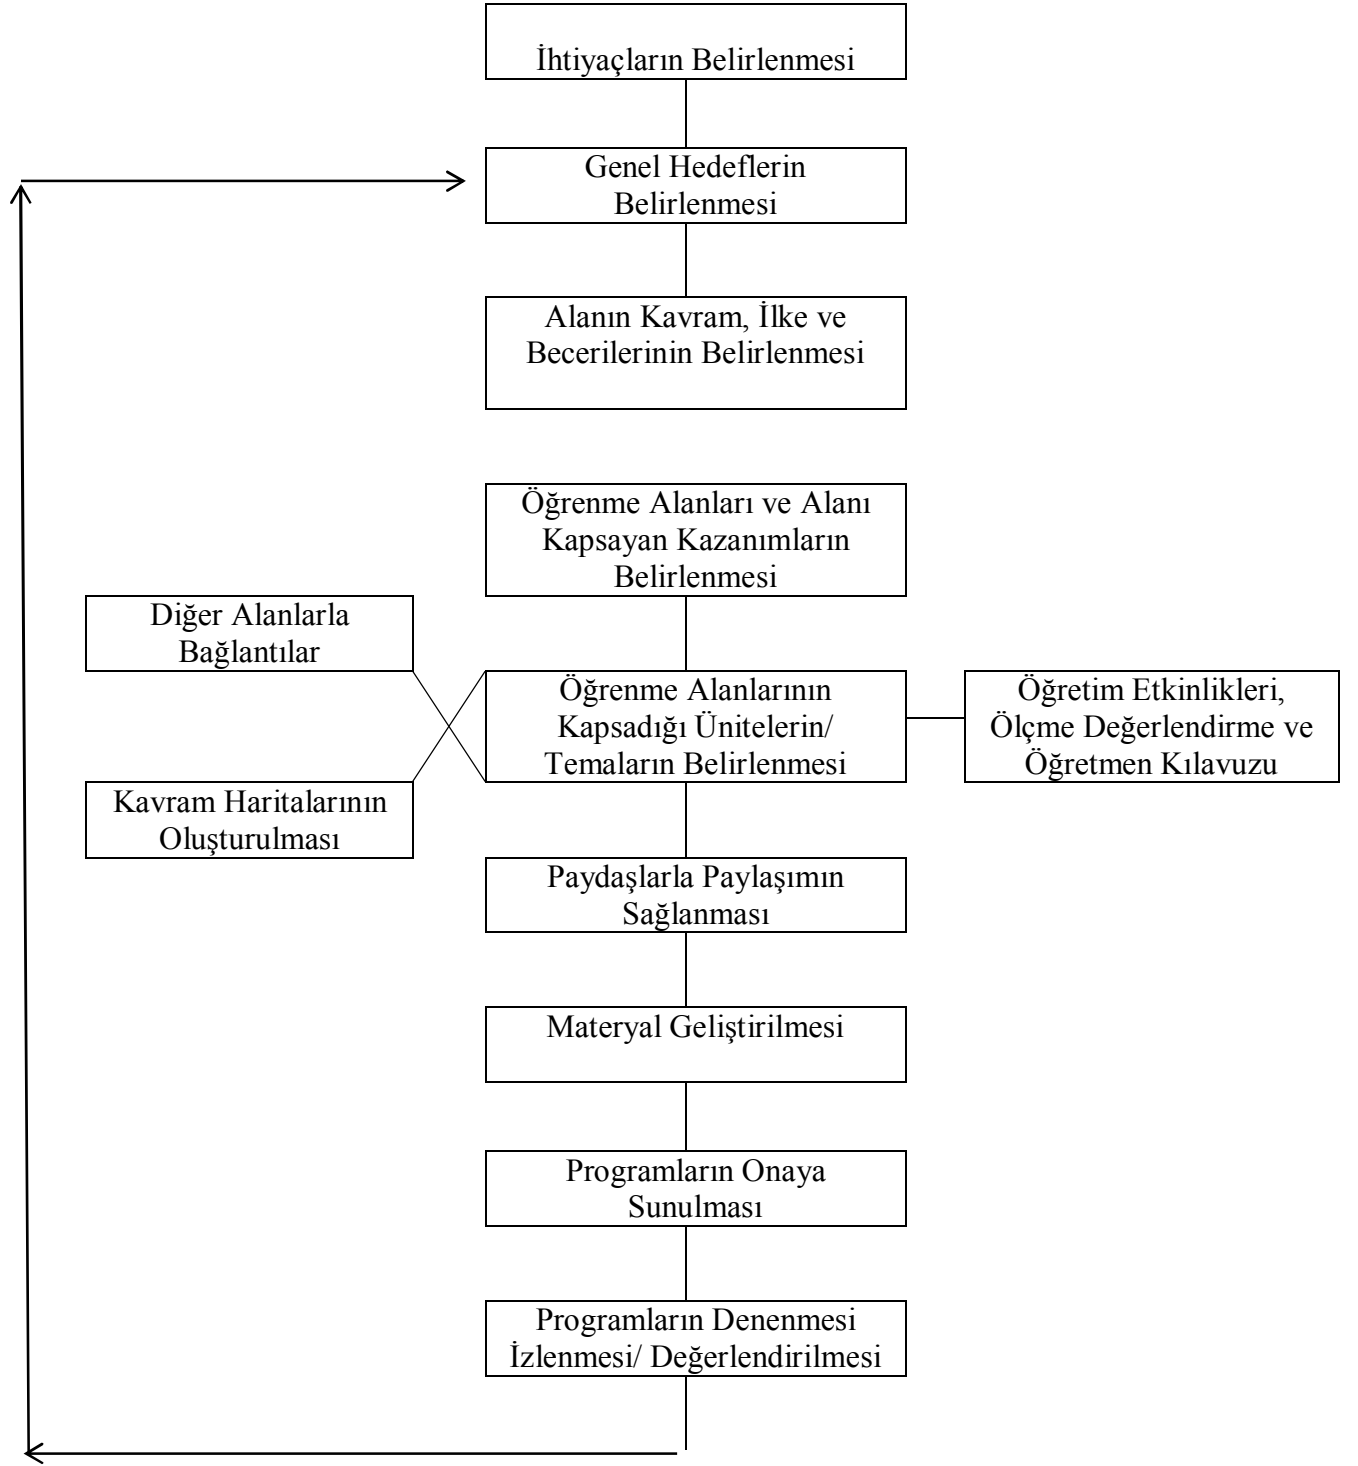 İhtiyaçların Belirlenmesi
Genel Hedeflerin
Belirlenmesi
Alanın Kavram, İlke ve
Becerilerinin Belirlenmesi
Öğrenme Alanları ve Alanı
Kapsayan Kazanımların
Belirlenmesi
Diğer Alanlarla
Bağlantılar
Öğrenme Alanlarının
Kapsadığı Ünitelerin/
Temaların Belirlenmesi
Öğretim Etkinlikleri,
Ölçme Değerlendirme ve
Öğretmen Kılavuzu
Kavram Haritalarının
Oluşturulması
Paydaşlarla Paylaşımın
Sağlanması
Materyal Geliştirilmesi
Programların Onaya
Sunulması
Programların Denenmesi
İzlenmesi/ Değerlendirilmesi